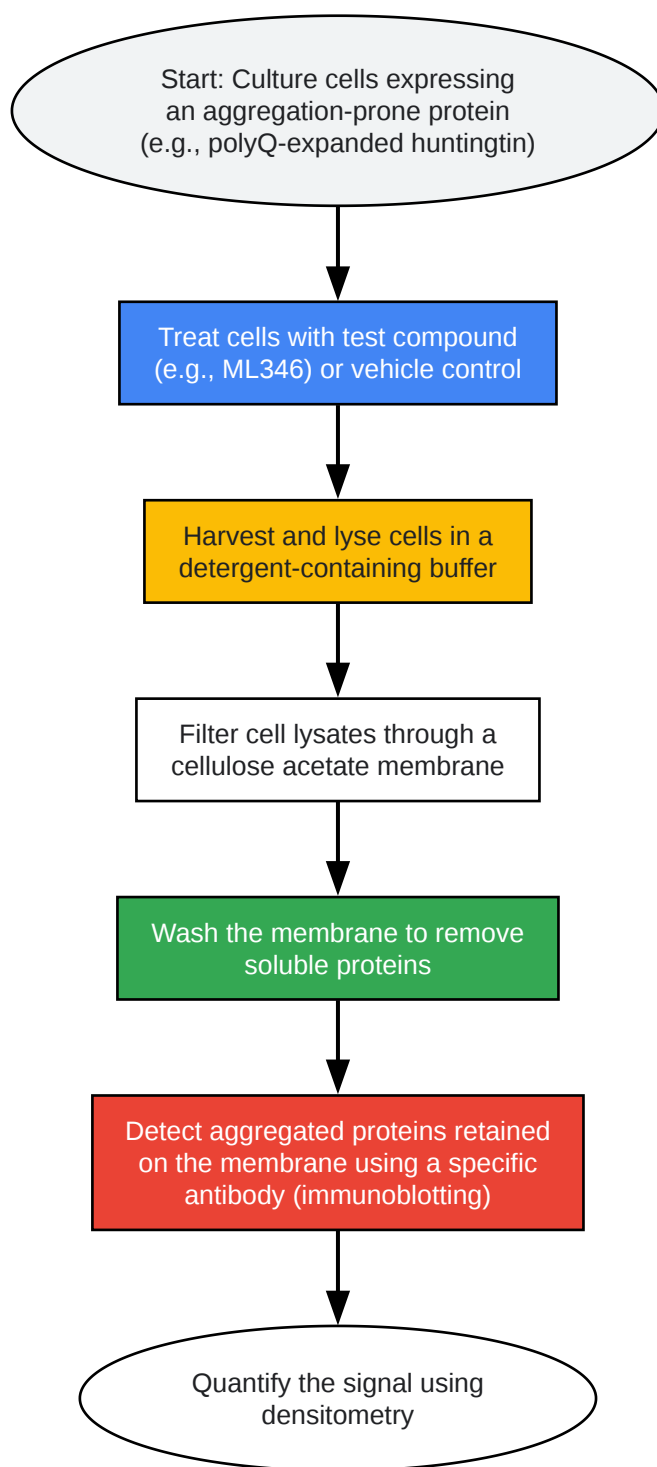 Start: Culture cells expressing
an aggregation-prone protein
(e.g., polyQ-expanded huntingtin)
Treat cells with test compound
(e.g., ML346) or vehicle control
Harvest and lyse cells in a
detergent-containing buffer
Filter cell lysates through a
cellulose acetate membrane
Wash the membrane to remove
soluble proteins
Detect aggregated proteins retained
on the membrane using a specific
antibody (immunoblotting)
Quantify the signal using
densitometry